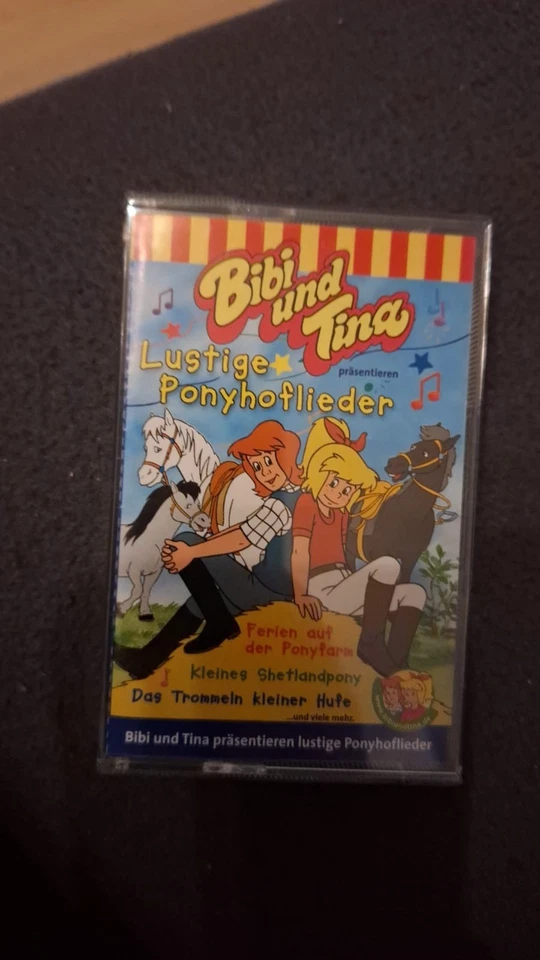 Bibi
und
Tina
präsentieren
Lustige
Ponyhoflieder
Ferien auf
der Ponyfarm
Kleines Shetlandpony
Das Trommeln kleiner Hufe
...und viele mehr.
Bibi und Tina präsentieren lustige Ponyhoflieder